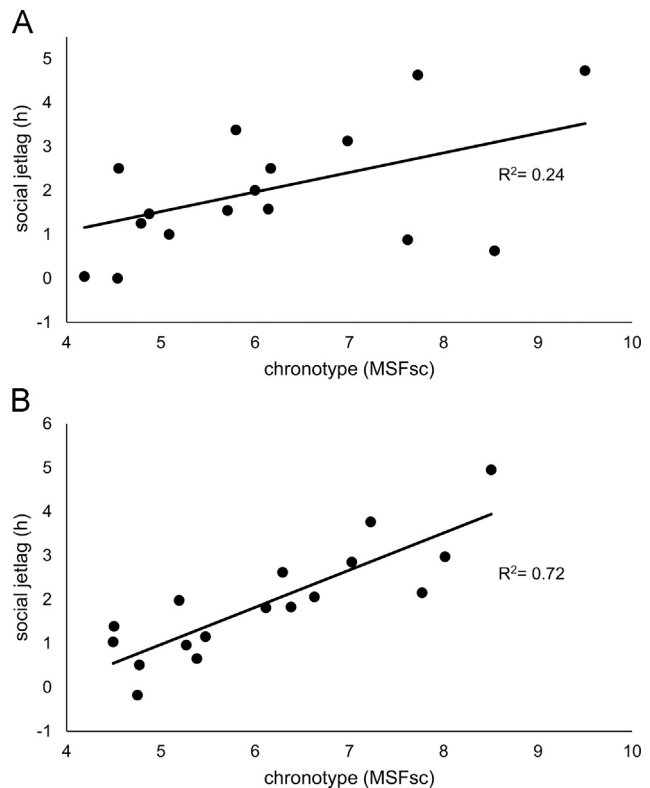 A
5
4
3
2
1
0
-1
social jetlag (h)
R²= 0.24
4 5 6 7 8 9 10
chronotype (MSFsc)
B
6
5
4
3
2
1
0
-1
social jetlag (h)
R²= 0.72
4 5 6 7 8 9 10
chronotype (MSFsc)